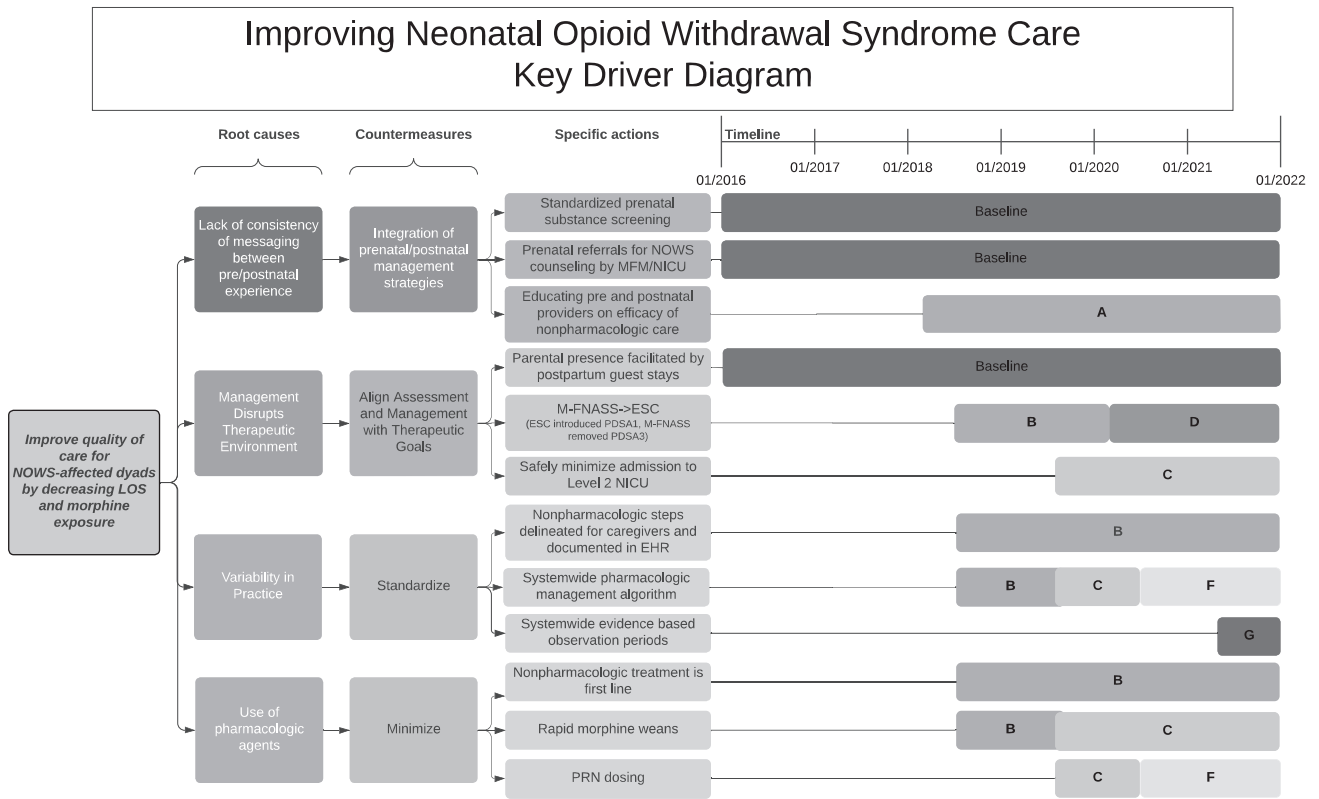 Improving Neonatal Opioid Withdrawal Syndrome Care
Key Driver Diagram
Root causes
Countermeasures
Specific actions
Timeline
01/2016
01/2017
01/2018
01/2019
01/2020
01/2021
01/2022
Improve quality of
care for
NOWS-affected dyads
by decreasing LOS
and morphine
exposure
Lack of consistency
of messaging
between
pre/postnatal
experience
Integration of
prenatal/postnatal
management
strategies
Standardized prenatal
substance screening
Baseline
Prenatal referrals for NOWS
counseling by MFM/NICU
Baseline
Educating pre and postnatal
providers on efficacy of
nonpharmacologic care
A
Management
Disrupts
Therapeutic
Environment
Align Assessment
and Management
with Therapeutic
Goals
Parental presence facilitated by
postpartum guest stays
Baseline
M-FNASS->ESC
(ESC introduced PDSA1, M-FNASS
removed PDSA3)
B
D
Safely minimize admission to
Level 2 NICU
C
Variability in
Practice
Standardize
Nonpharmacologic steps
delineated for caregivers and
documented in EHR
B
Systemwide pharmacologic
management algorithm
B
C
F
Systemwide evidence based
observation periods
G
Use of
pharmacologic
agents
Minimize
Nonpharmacologic treatment is
first line
B
Rapid morphine weans
B
C
PRN dosing
C
F